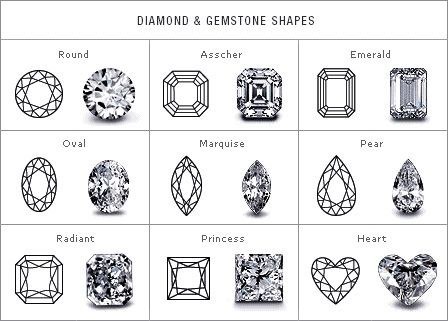 DIAMOND & GEMSTONE SHAPES
Round
Asscher
Emerald
Oval
Marquise
Pear
Radiant
Princess
Heart